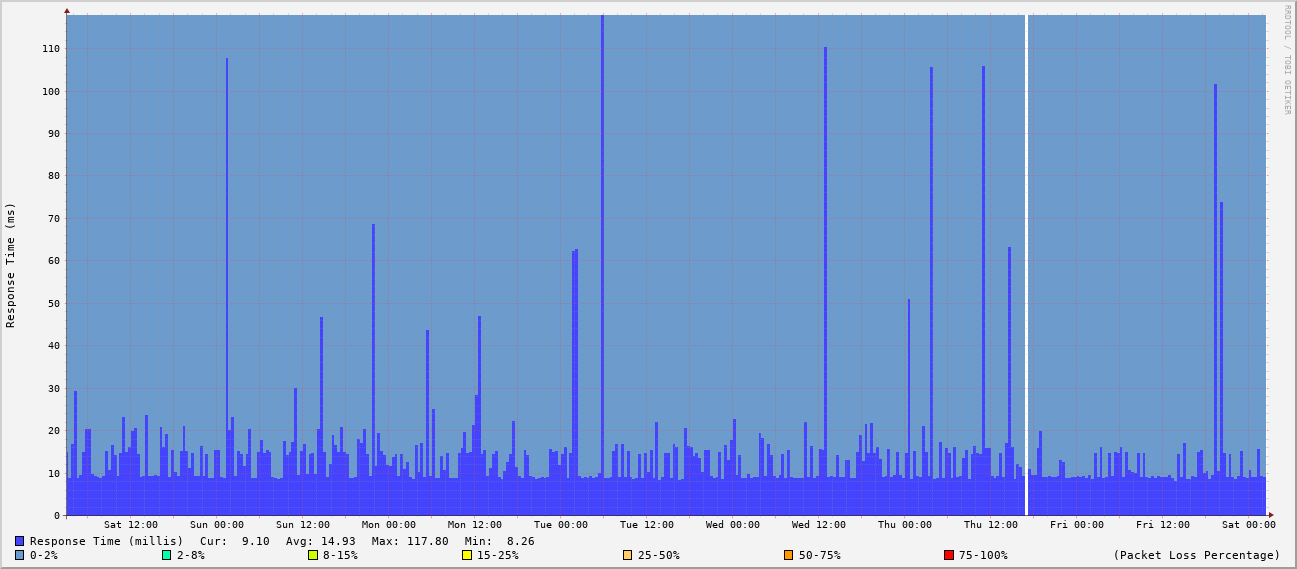 RRDTOOL / TOBI OETIKER
Response Time (ms)
110
100
90
80
70
60
50
40
30
20
10
0
Sat 12:00 Sun 00:00 Sun 12:00 Mon 00:00 Mon 12:00 Tue 00:00 Tue 12:00 Wed 00:00 Wed 12:00 Thu 00:00 Thu 12:00 Fri 00:00 Fri 12:00 Sat 00:00
Response Time (millis) Cur: 9.10 Avg: 14.93 Max: 117.80 Min: 8.26
0-2% 2-8% 8-15% 15-25% 25-50% 50-75% 75-100% (Packet Loss Percentage)